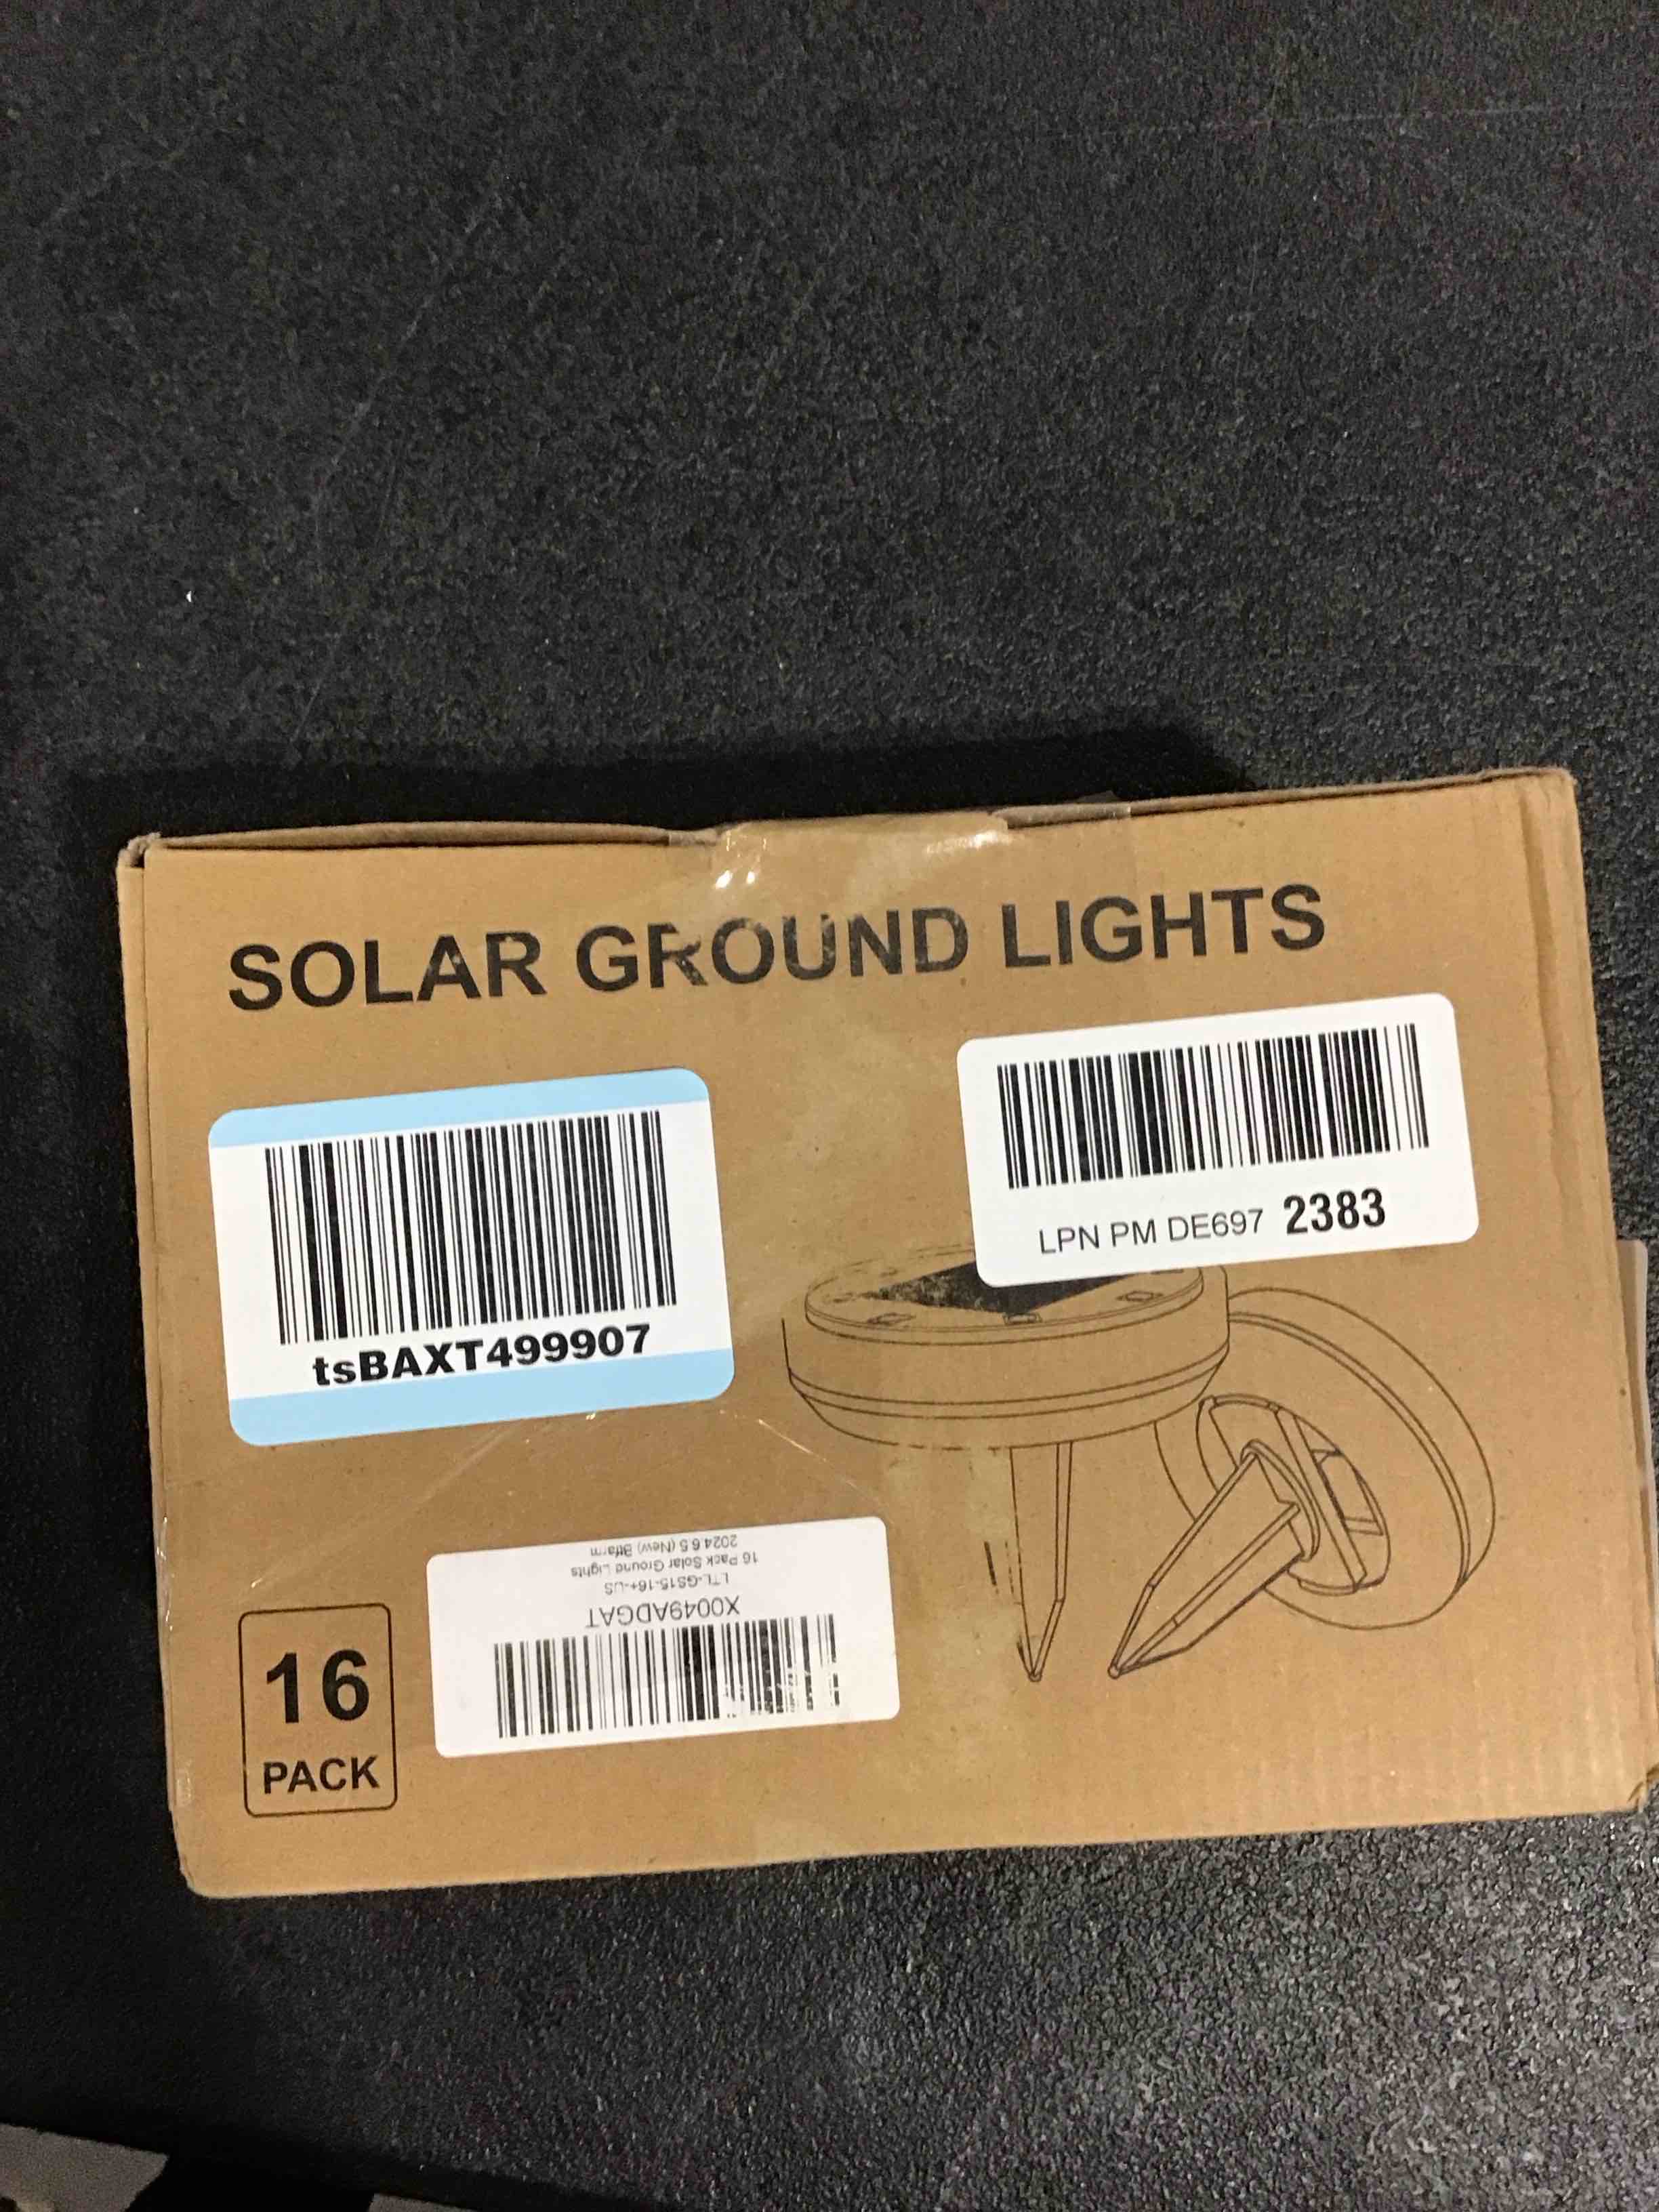 SOLAR GROUND LIGHTS
LPN PM DE697 2383
tsBAXT499907
X0049ADGAT
LTL-GS15-16+-US
16 Pack Solar Ground Lights
2024.6.5 (New) Btfarm
16
PACK